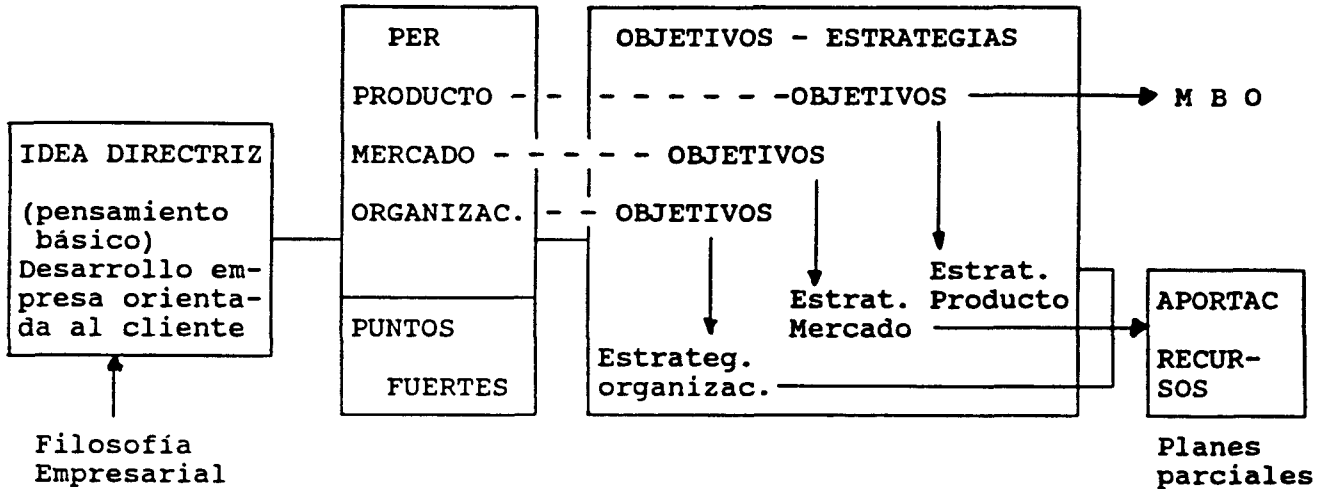 IDEA DIRECTRIZ
(pensamiento
básico)
Desarrollo em-
presa orienta-
da al cliente
Filosofía
Empresarial
PER
PRODUCTO
MERCADO
ORGANIZAC.
PUNTOS
FUERTES
OBJETIVOS - ESTRATEGIAS
OBJETIVOS
OBJETIVOS
OBJETIVOS
Estrat.
Producto
Estrat.
Mercado
Estrateg.
organizac.
M B O
APORTAC
RECUR-
SOS
Planes
parciales